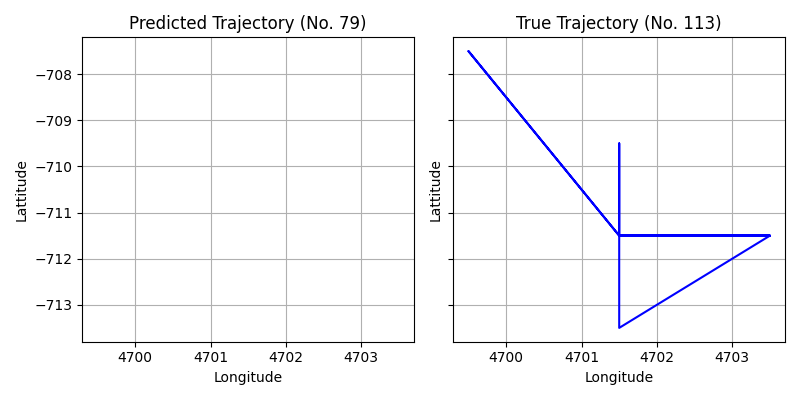 Predicted Trajectory (No. 79)
−708
−709
−710
−711
−712
−713
Lattitude
4700 4701 4702 4703
Longitude
True Trajectory (No. 113)
Lattitude
4700 4701 4702 4703
Longitude